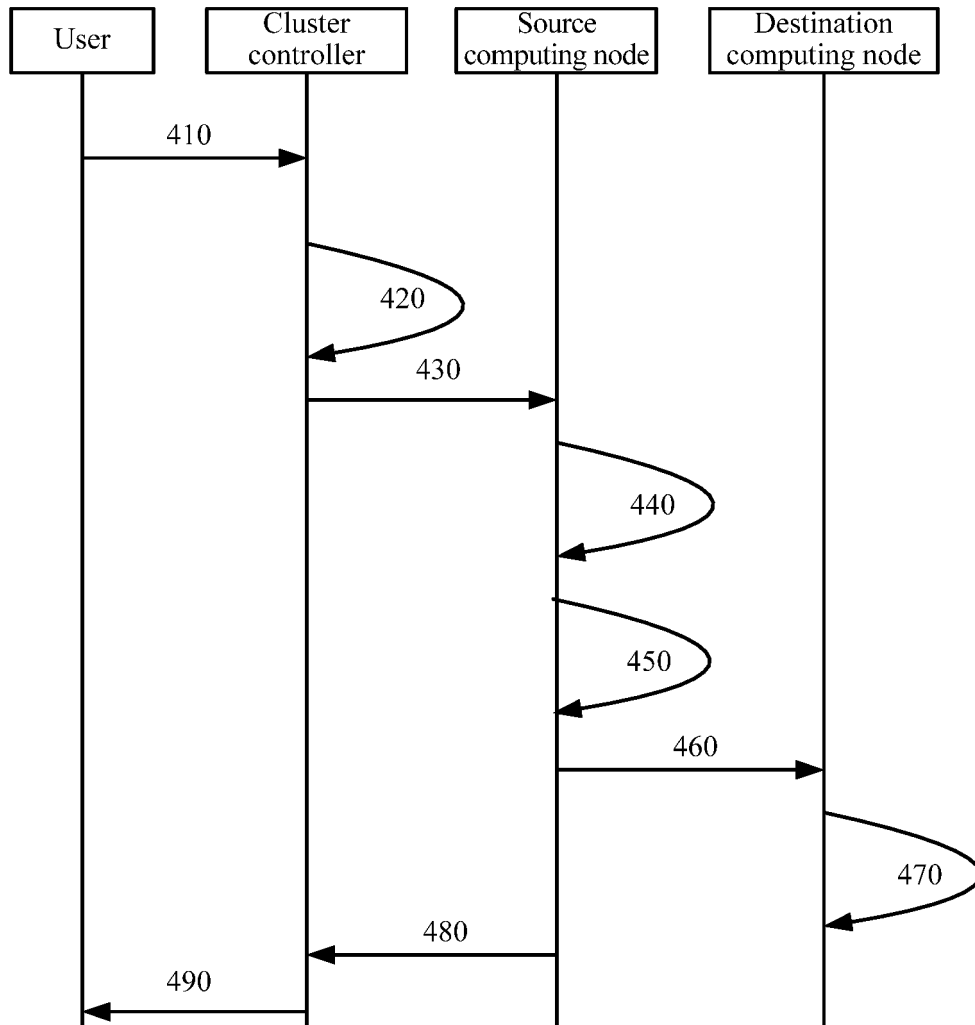 User
Cluster
controller
Source
computing node
Destination
computing node
410
420
430
440
450
460
470
480
490